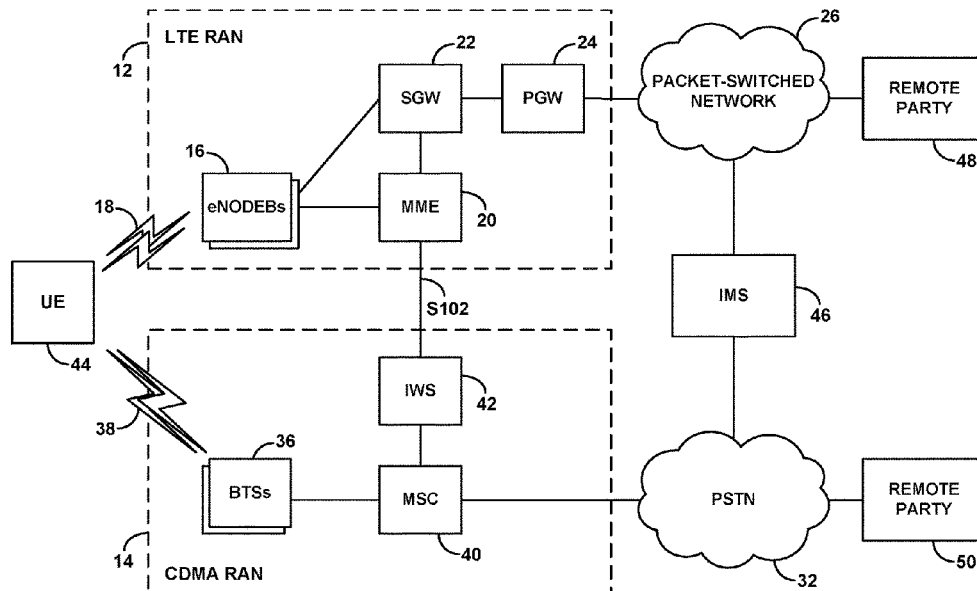 LTE RAN
12
22
24
26
SGW
PGW
PACKET-SWITCHED
NETWORK
REMOTE
PARTY
48
16
eNODEBs
MME
20
18
UE
44
S102
IMS
46
IWS
42
38
36
BTSs
MSC
40
PSTN
32
REMOTE
PARTY
50
14
CDMA RAN